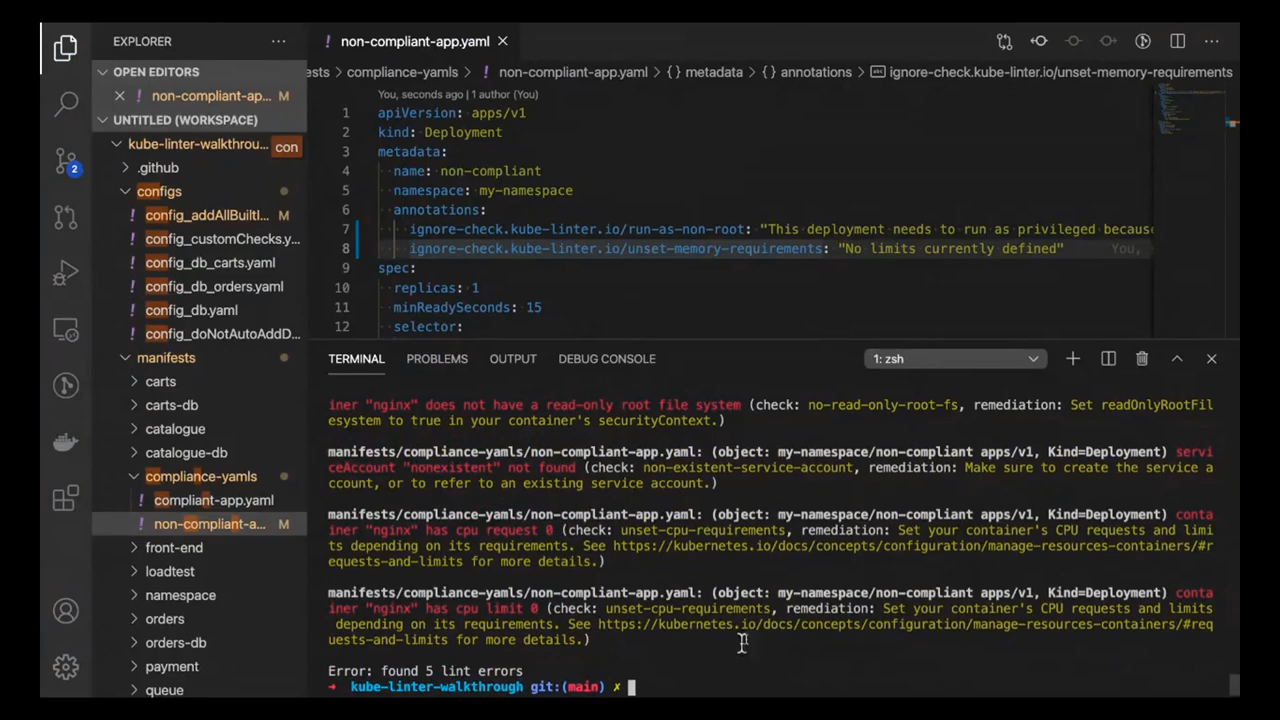 EXPLORER
OPEN EDITORS
non-compliant-ap... M
UNTITLED (WORKSPACE)
kube-linter-walkthrou...
con
.github
configs
config_addAllBuiltI... M
config_customChecks.y...
config_db_carts.yaml
config_db_orders.yaml
config_db.yaml
config_doNotAutoAddD...
manifests
carts
carts-db
catalogue
catalogue-db
compliance-yamls
compliant-app.yaml
non-compliant-a... M
front-end
loadtest
namespace
orders
orders-db
payment
queue
2
! non-compliant-app.yaml
ests > compliance-yamls > ! non-compliant-app.yaml > {} metadata > {} annotations > ignore-check.kube-linter.io/unset-memory-requirements
You, seconds ago | 1 author (You)
1 apiVersion: apps/v1
2 kind: Deployment
3 metadata:
4 name: non-compliant
5 namespace: my-namespace
6 annotations:
7 ignore-check.kube-linter.io/run-as-non-root: "This deployment needs to run as privileged because
8 ignore-check.kube-linter.io/unset-memory-requirements: "No limits currently defined" You,
9 spec:
10 replicas: 1
11 minReadySeconds: 15
12 selector:
TERMINAL PROBLEMS OUTPUT DEBUG CONSOLE 1: zsh
iner "nginx" does not have a read-only root file system (check: no-read-only-root-fs, remediation: Set readOnlyRootFil
esystem to true in your container's securityContext.)
manifests/compliance-yamls/non-compliant-app.yaml: (object: my-namespace/non-compliant apps/v1, Kind=Deployment) servi
ceAccount "nonexistent" not found (check: non-existent-service-account, remediation: Make sure to create the service a
ccount, or to refer to an existing service account.)
manifests/compliance-yamls/non-compliant-app.yaml: (object: my-namespace/non-compliant apps/v1, Kind=Deployment) conta
iner "nginx" has cpu request 0 (check: unset-cpu-requirements, remediation: Set your container's CPU requests and limi
ts depending on its requirements. See https://kubernetes.io/docs/concepts/configuration/manage-resources-containers/#r
equests-and-limits for more details.)
manifests/compliance-yamls/non-compliant-app.yaml: (object: my-namespace/non-compliant apps/v1, Kind=Deployment) conta
iner "nginx" has cpu limit 0 (check: unset-cpu-requirements, remediation: Set your container's CPU requests and limits
depending on its requirements. See https://kubernetes.io/docs/concepts/configuration/manage-resources-containers/#req
uests-and-limits for more details.)
Error: found 5 lint errors
➜ kube-linter-walkthrough git:(main) ✗